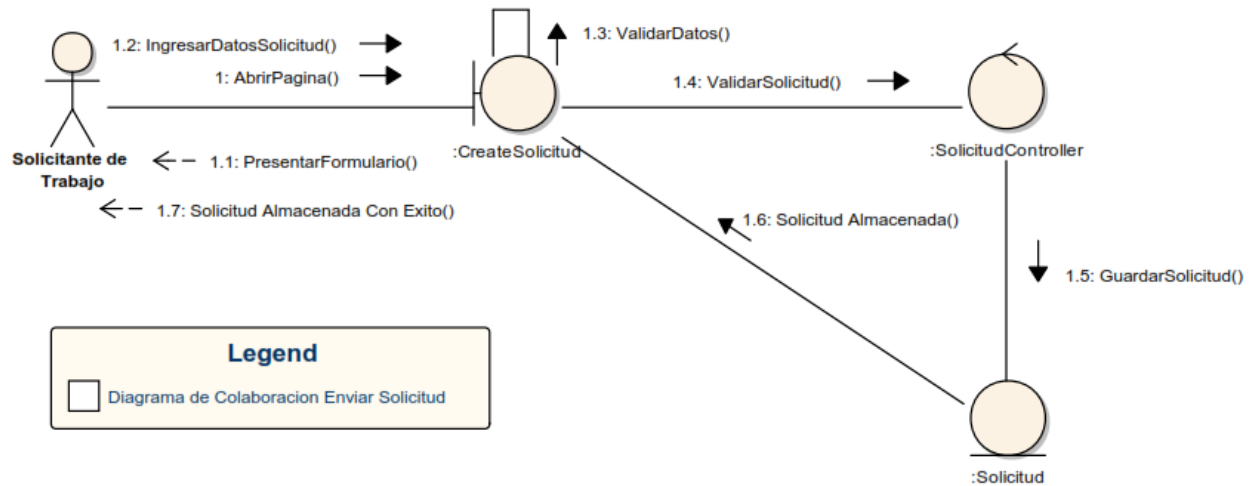 1.2: IngresarDatosSolicitud()
1.3: ValidarDatos()
1: AbrirPagina()
1.4: ValidarSolicitud()
:CreateSolicitud
:SolicitudController
Solicitante de
Trabajo
1.1: PresentarFormulario()
1.7: Solicitud Almacenada Con Exito()
1.6: Solicitud Almacenada()
1.5: GuardarSolicitud()
Legend
Diagrama de Colaboracion Enviar Solicitud
:Solicitud